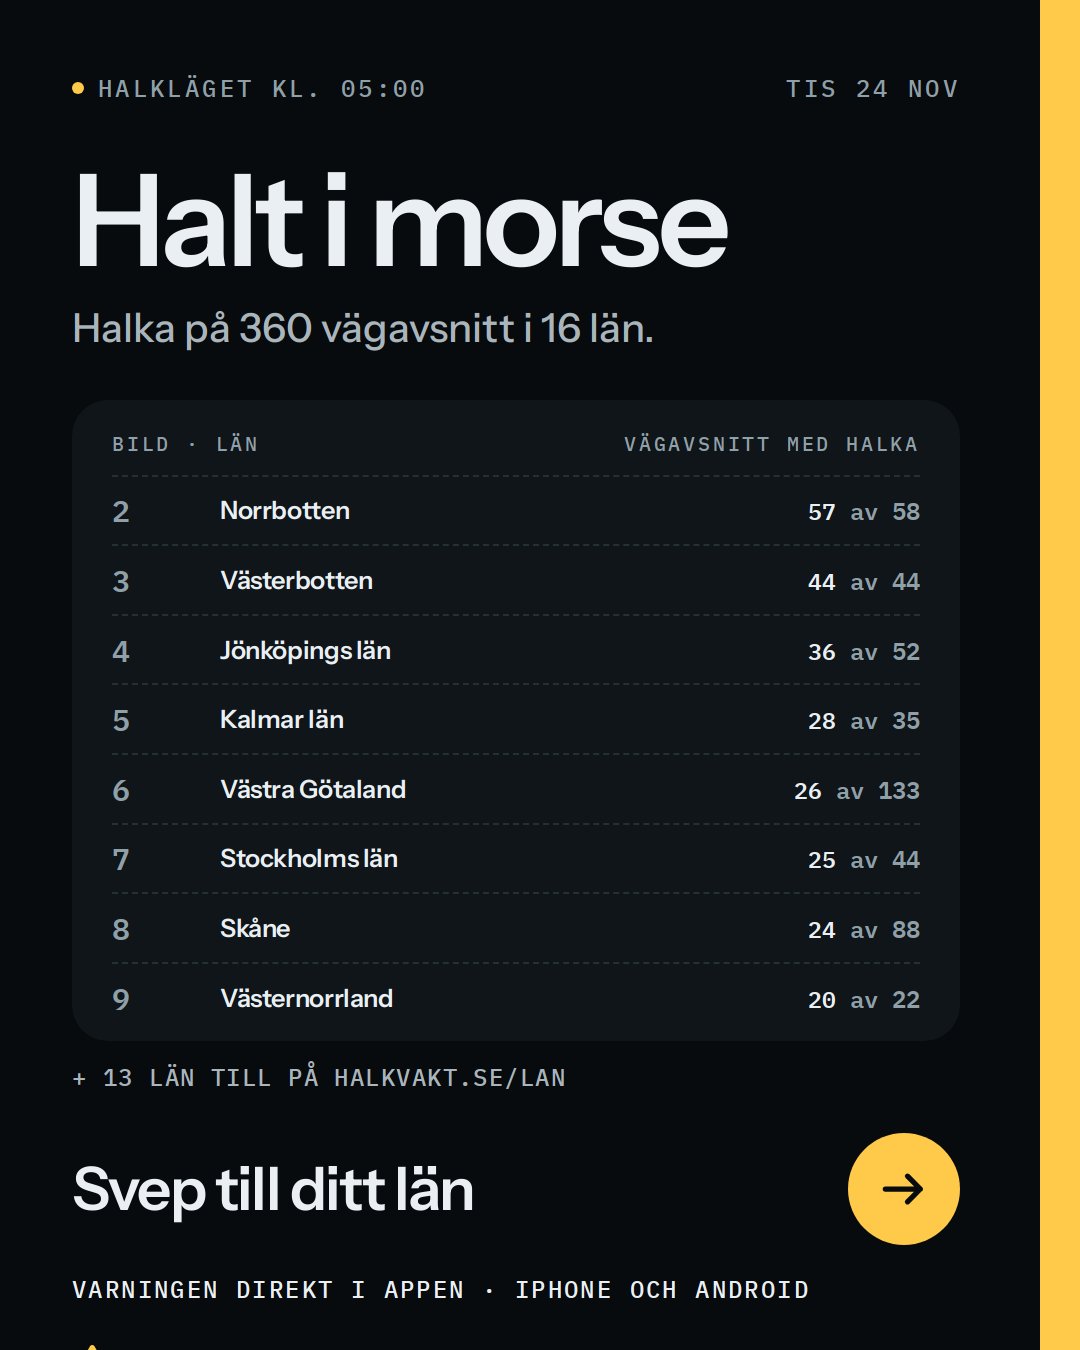 HALKLÄGET KL. 05:00 TIS 24 NOV
Halt i morse
Halka på 360 vägavsnitt i 16 län.
BILD · LÄN VÄGAVSNITT MED HALKA
2 Norrbotten 57 av 58
3 Västerbotten 44 av 44
4 Jönköpings län 36 av 52
5 Kalmar län 28 av 35
6 Västra Götaland 26 av 133
7 Stockholms län 25 av 44
8 Skåne 24 av 88
9 Västernorrland 20 av 22
+ 13 LÄN TILL PÅ HALKVAKT.SE/LAN
Svep till ditt län
VARNINGEN DIREKT I APPEN · IPHONE OCH ANDROID